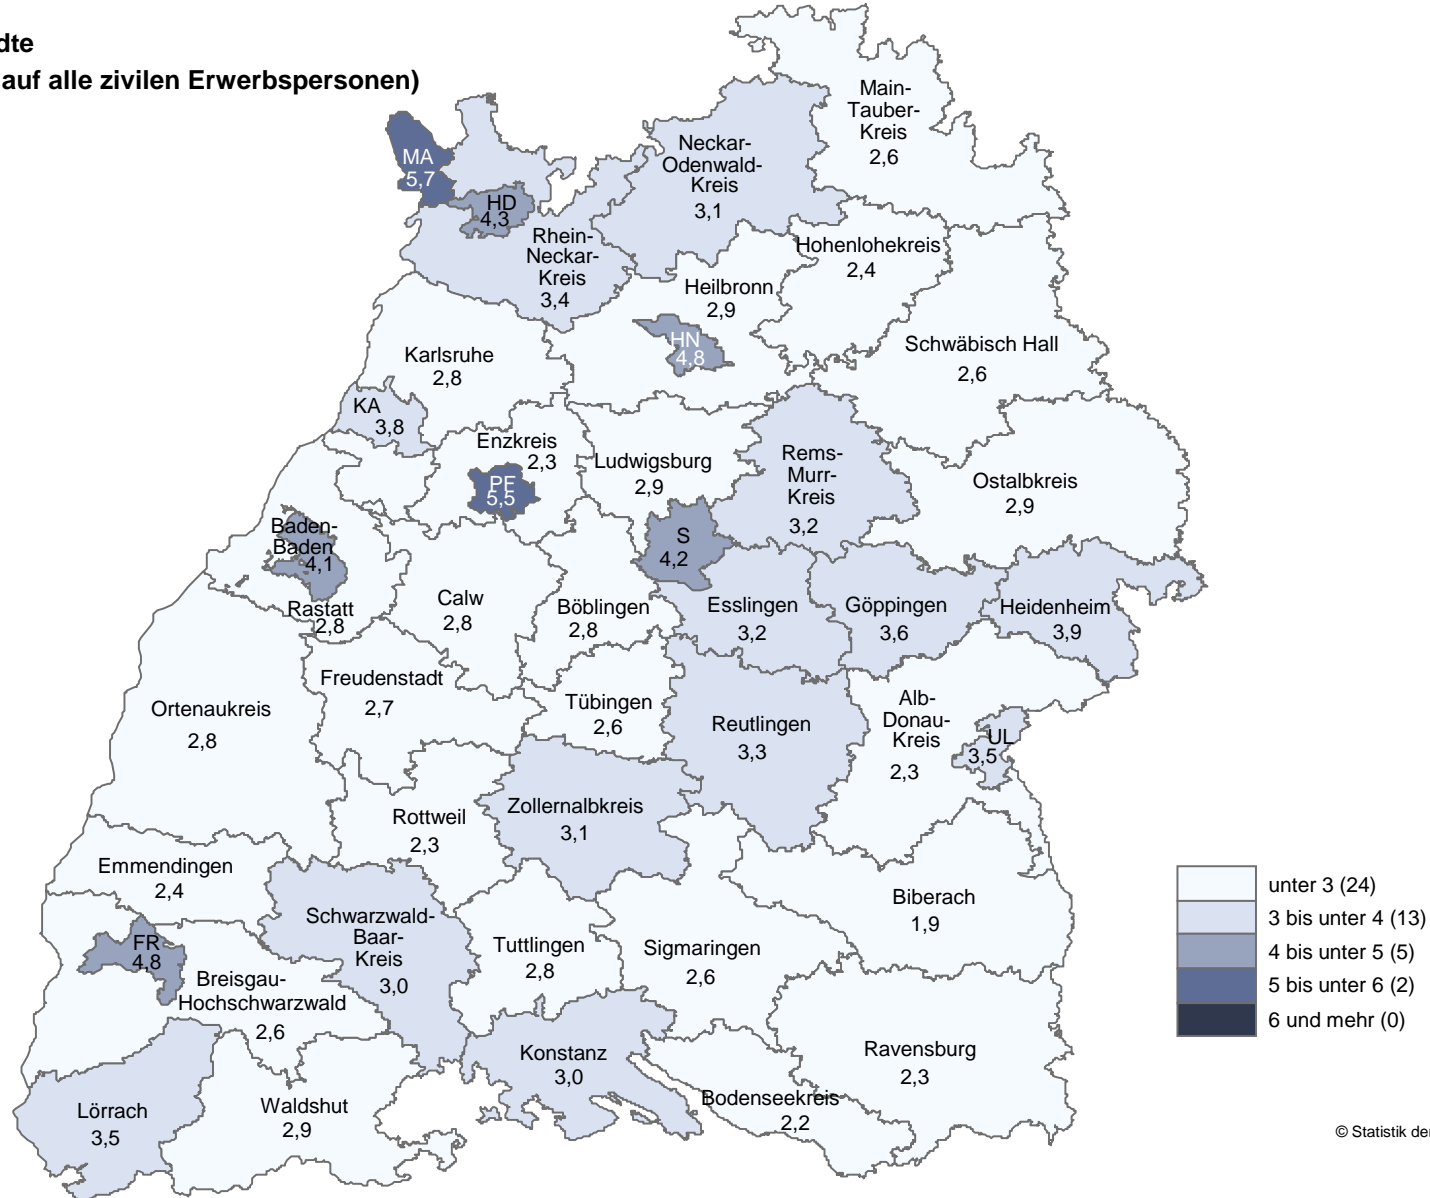 dte
auf alle zivilen Erwerbspersonen)
Main-
Tauber-
Kreis
2,6
MA
5,7
HD
4,3
Neckar-
Odenwald-
Kreis
3,1
Rhein-
Neckar-
Kreis
3,4
Hohenlohekreis
2,4
Heilbronn
2,9
HN
4,8
Schwäbisch Hall
2,6
Karlsruhe
2,8
KA
3,8
Enzkreis
2,3
PF
5,5
Ludwigsburg
2,9
Rems-
Murr-
Kreis
3,2
Ostalbkreis
2,9
Baden-
Baden
4,1
Rastatt
2,8
S
4,2
Calw
2,8
Böblingen
2,8
Esslingen
3,2
Göppingen
3,6
Heidenheim
3,9
Freudenstadt
2,7
Ortenaukreis
2,8
Tübingen
2,6
Reutlingen
3,3
Alb-
Donau-
Kreis
2,3
UL
3,5
Rottweil
2,3
Zollernalbkreis
3,1
Emmendingen
2,4
Biberach
1,9
Schwarzwald-
Baar-
Kreis
3,0
FR
4,8
Tuttlingen
2,8
Sigmaringen
2,6
Breisgau-
Hochschwarzwald
2,6
Konstanz
3,0
Ravensburg
2,3
Bodenseekreis
2,2
Lörrach
3,5
Waldshut
2,9
unter 3 (24)
3 bis unter 4 (13)
4 bis unter 5 (5)
5 bis unter 6 (2)
6 und mehr (0)
© Statistik der